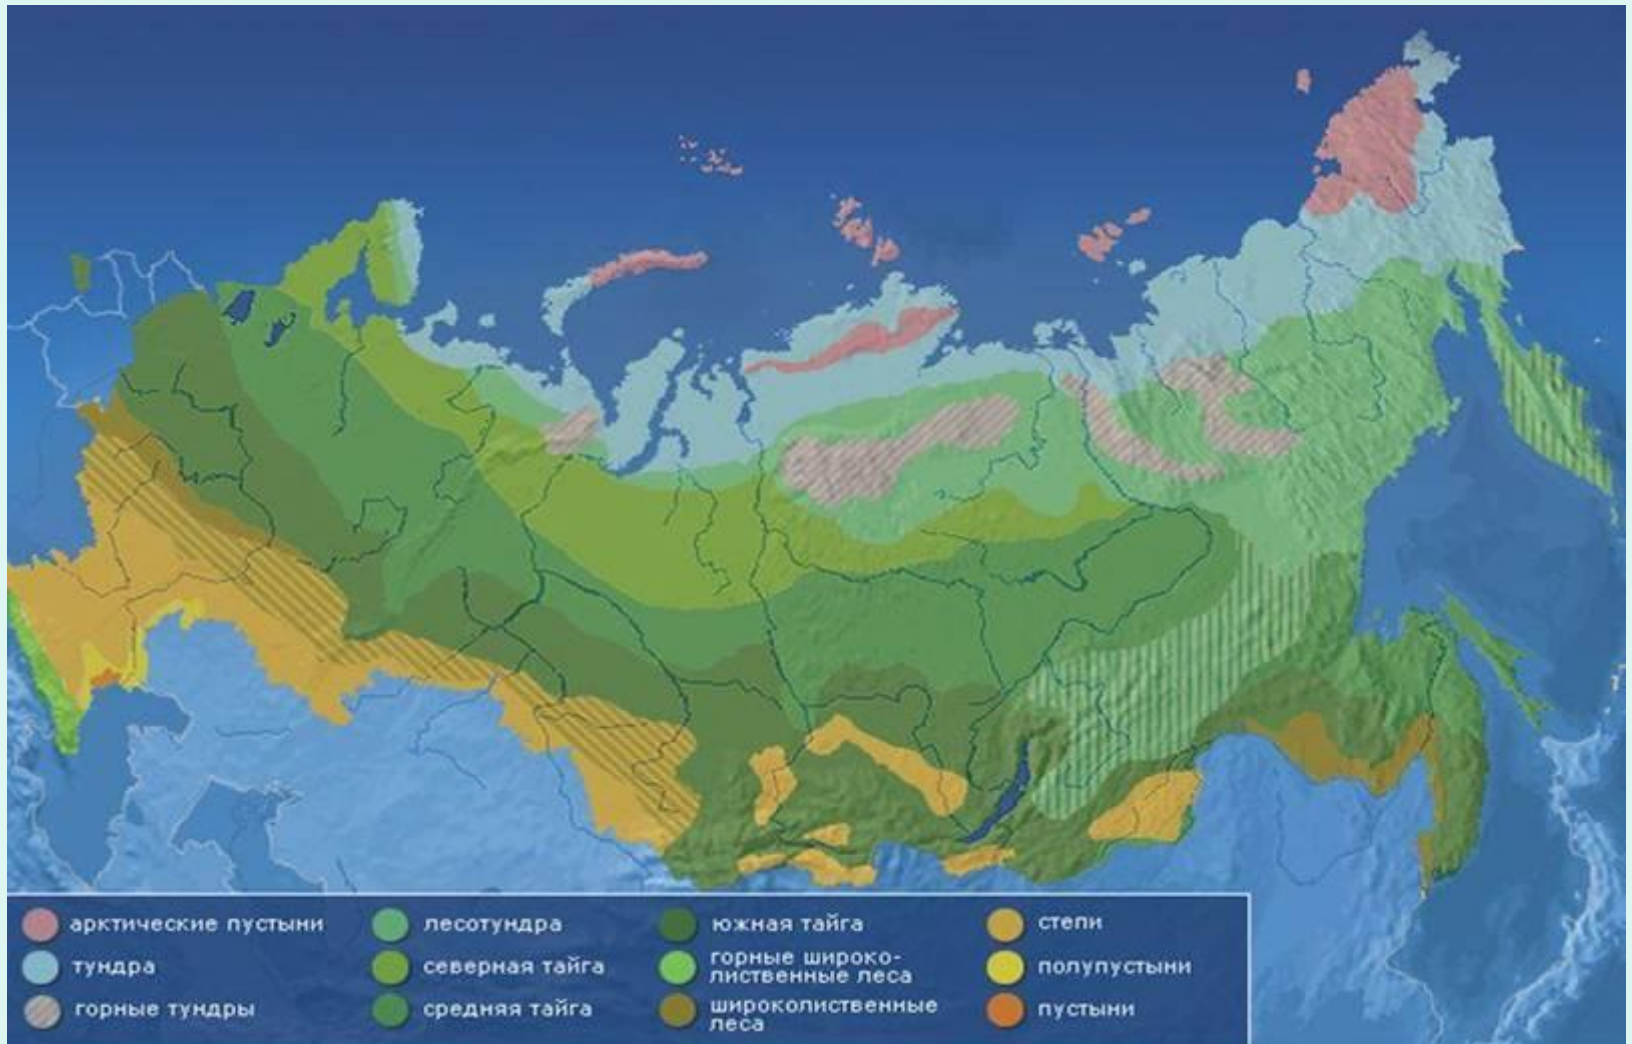 арктические пустыни
тундра
горные тундры
лесотундра
северная тайга
средняя тайга
южная тайга
горные широко-
лиственные леса
широколиственные
леса
степи
полупустыни
пустыни